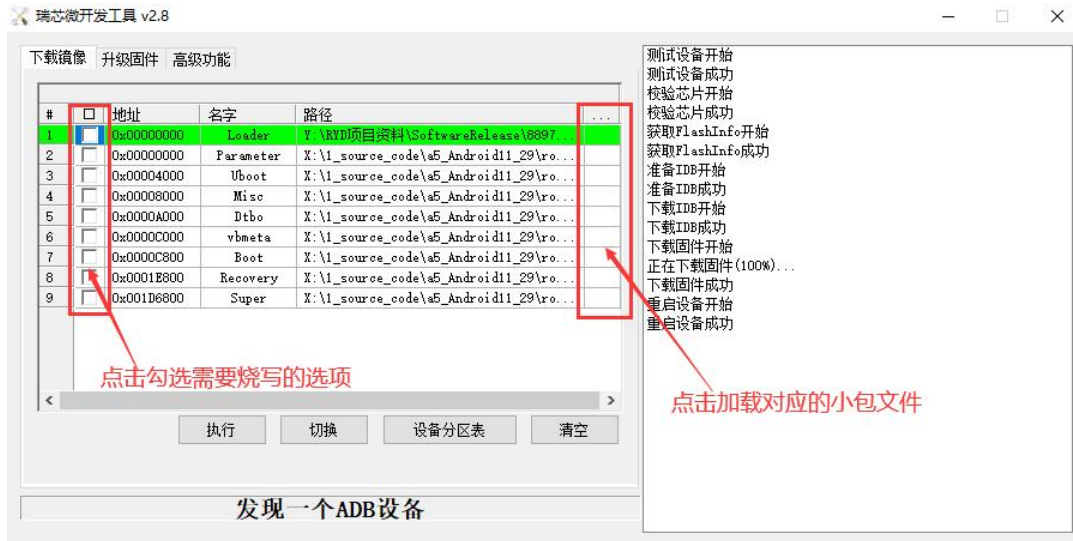 瑞芯微开发工具 v2.8
下载镜像 升级固件 高级功能
# 地址 名字 路径 ...
1 0x00000000 Loader Y:\RYD项目资料\SoftwareRelease\8897...
2 0x00000000 Parameter X:\1_source_code\a5_Android11_29\ro...
3 0x00004000 Uboot X:\1_source_code\a5_Android11_29\ro...
4 0x00008000 Misc X:\1_source_code\a5_Android11_29\ro...
5 0x0000A000 Dtbo X:\1_source_code\a5_Android11_29\ro...
6 0x0000C000 vbmeta X:\1_source_code\a5_Android11_29\ro...
7 0x0000C800 Boot X:\1_source_code\a5_Android11_29\ro...
8 0x0001E800 Recovery X:\1_source_code\a5_Android11_29\ro...
9 0x001D6800 Super X:\1_source_code\a5_Android11_29\ro...
点击勾选需要烧写的选项
执行 切换 设备分区表 清空
发现一个ADB设备
测试设备开始
测试设备成功
校验芯片开始
校验芯片成功
获取FlashInfo开始
获取FlashInfo成功
准备IDB开始
准备IDB成功
下载IDB开始
下载IDB成功
下载固件开始
正在下载固件(100%)...
下载固件成功
重启设备开始
重启设备成功
点击加载对应的小包文件